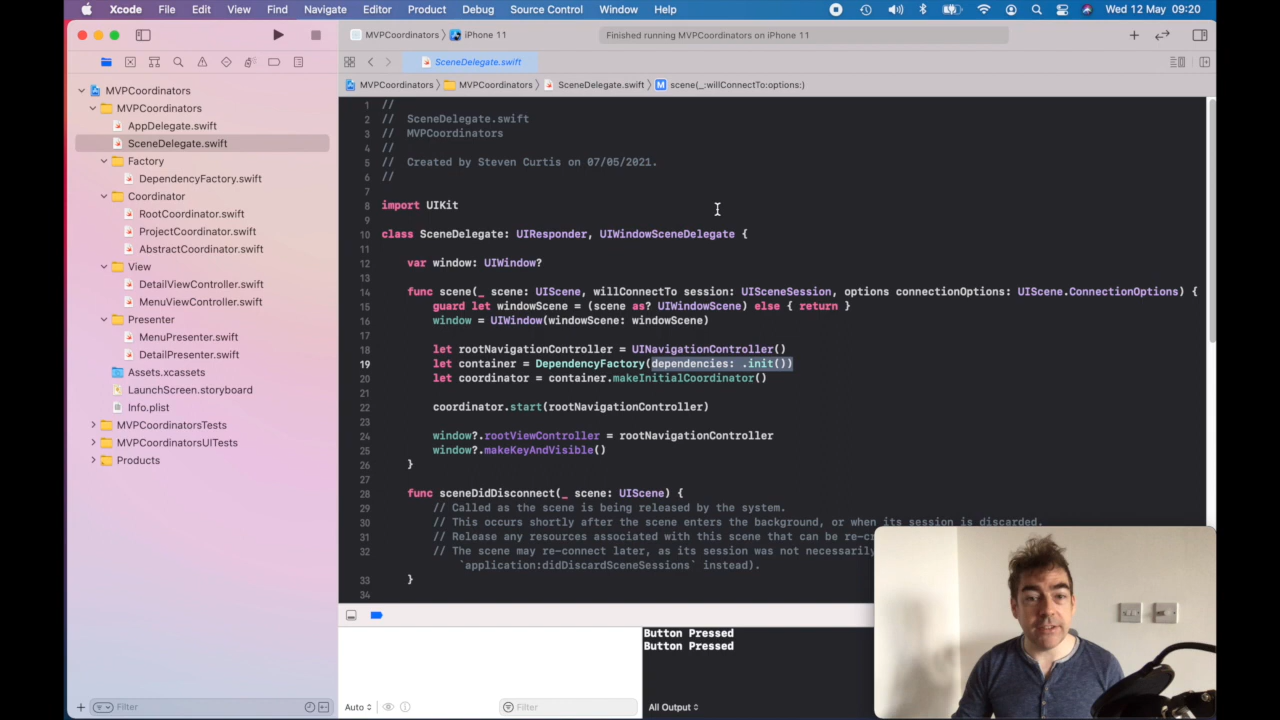 Xcode File Edit View Find Navigate Editor Product Debug Source Control Window Help Wed 12 May 09:20
MVPCoordinators 〉 iPhone 11 Finished running MVPCoordinators on iPhone 11
SceneDelegate.swift
MVPCoordinators 〉 MVPCoordinators 〉 SceneDelegate.swift 〉 M scene(_:willConnectTo:options:)
MVPCoordinators
MVPCoordinators
AppDelegate.swift
SceneDelegate.swift
Factory
DependencyFactory.swift
Coordinator
RootCoordinator.swift
ProjectCoordinator.swift
AbstractCoordinator.swift
View
DetailViewController.swift
MenuViewController.swift
Presenter
MenuPresenter.swift
DetailPresenter.swift
Assets.xcassets
LaunchScreen.storyboard
Info.plist
MVPCoordinatorsTests
MVPCoordinatorsUITests
Products
Filter
1 //
2 // SceneDelegate.swift
3 // MVPCoordinators
4 //
5 // Created by Steven Curtis on 07/05/2021.
6 //
7
8 import UIKit
9
10 class SceneDelegate: UIResponder, UIWindowSceneDelegate {
11
12 var window: UIWindow?
13
14 func scene(_ scene: UIScene, willConnectTo session: UISceneSession, options connectionOptions: UIScene.ConnectionOptions) {
15 guard let windowScene = (scene as? UIWindowScene) else { return }
16 window = UIWindow(windowScene: windowScene)
17
18 let rootNavigationController = UINavigationController()
19 let container = DependencyFactory(dependencies: .init())
20 let coordinator = container.makeInitialCoordinator()
21
22 coordinator.start(rootNavigationController)
23
24 window?.rootViewController = rootNavigationController
25 window?.makeKeyAndVisible()
26 }
27
28 func sceneDidDisconnect(_ scene: UIScene) {
29 // Called as the scene is being released by the system.
30 // This occurs shortly after the scene enters the background, or when its session is discarded.
31 // Release any resources associated with this scene that can be re-cr
32 // The scene may re-connect later, as its session was not necessarily
`application:didDiscardSceneSessions` instead).
33 }
34
Button Pressed
Button Pressed
Auto Filter All Output